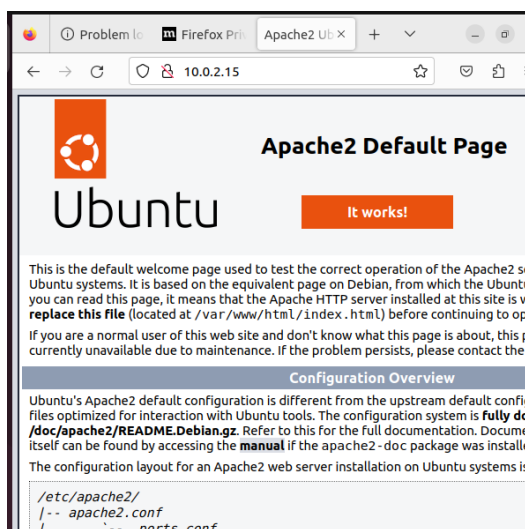 Problem lo
m Firefox Pri
Apache2 Ub
10.0.2.15
Apache2 Default Page
Ubuntu
It works!
This is the default welcome page used to test the correct operation of the Apache2 s
Ubuntu systems. It is based on the equivalent page on Debian, from which the Ubunt
you can read this page, it means that the Apache HTTP server installed at this site is w
replace this file (located at /var/www/html/index.html) before continuing to op
If you are a normal user of this web site and don't know what this page is about, this p
currently unavailable due to maintenance. If the problem persists, please contact the
Configuration Overview
Ubuntu's Apache2 default configuration is different from the upstream default confi
files optimized for interaction with Ubuntu tools. The configuration system is fully do
/doc/apache2/README.Debian.gz. Refer to this for the full documentation. Docume
itself can be found by accessing the manual if the apache2-doc package was install
The configuration layout for an Apache2 web server installation on Ubuntu systems is
/etc/apache2/
|-- apache2.conf
| `-- ports.conf